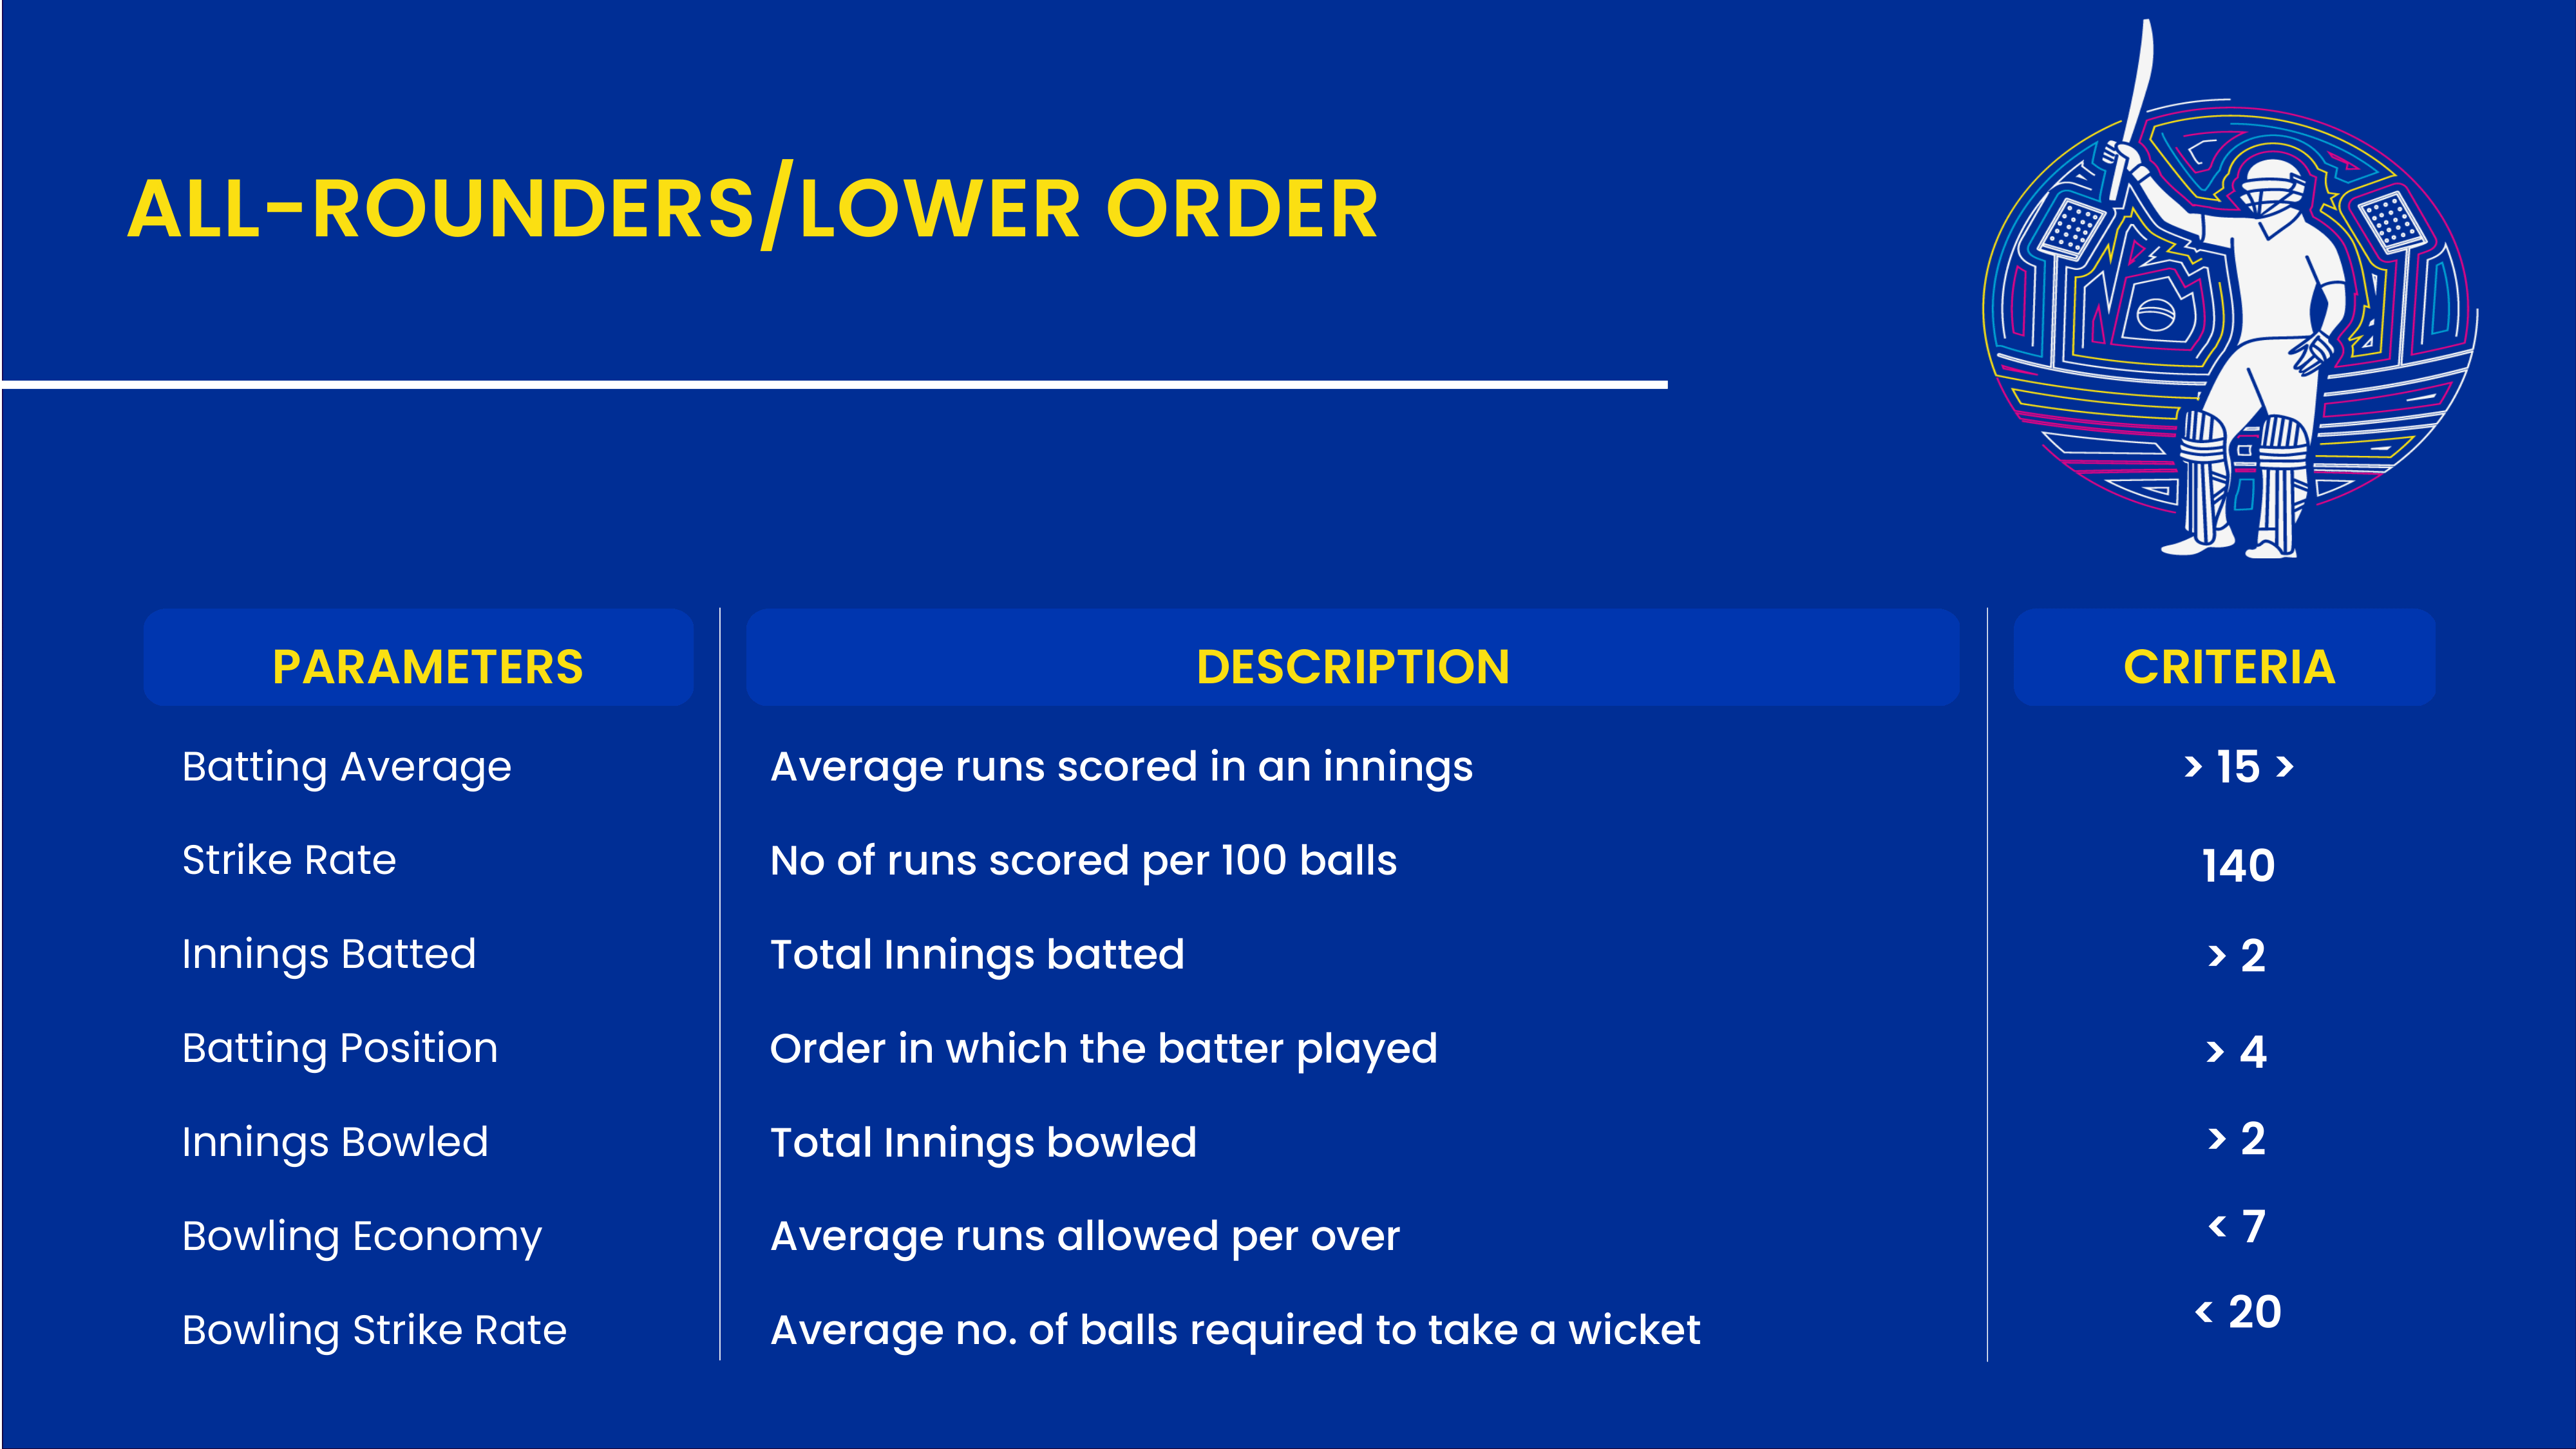 ALL-ROUNDERS/LOWER ORDER
PARAMETERS DESCRIPTION CRITERIA
Batting Average Average runs scored in an innings > 15 >
Strike Rate No of runs scored per 100 balls 140
Innings Batted Total Innings batted > 2
Batting Position Order in which the batter played > 4
Innings Bowled Total Innings bowled > 2
Bowling Economy Average runs allowed per over < 7
Bowling Strike Rate Average no. of balls required to take a wicket < 20